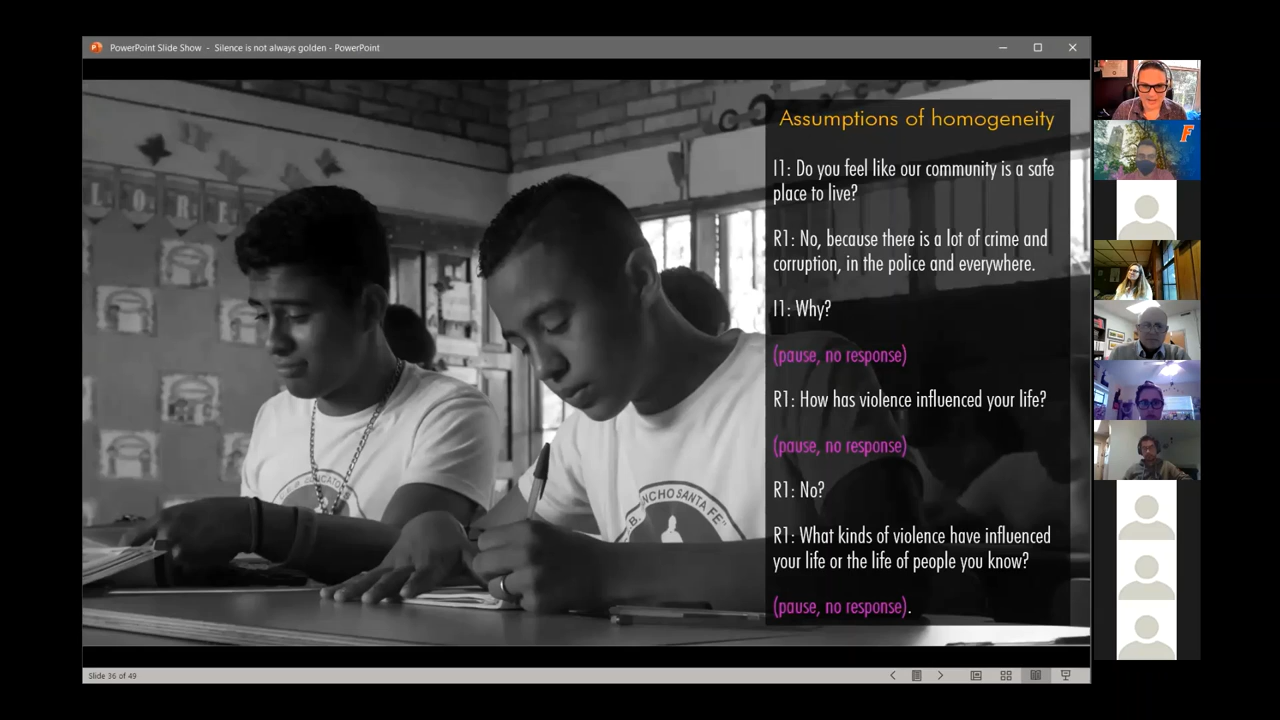 PowerPoint Slide Show - Silence is not always golden - PowerPoint
Assumptions of homogeneity
I1: Do you feel like our community is a safe
place to live?
R1: No, because there is a lot of crime and
corruption, in the police and everywhere.
I1: Why?
(pause, no response)
R1: How has violence influenced your life?
(pause, no response)
R1: No?
R1: What kinds of violence have influenced
your life or the life of people you know?
(pause, no response).
NCHO SANTA FE
F
Slide 36 of 49